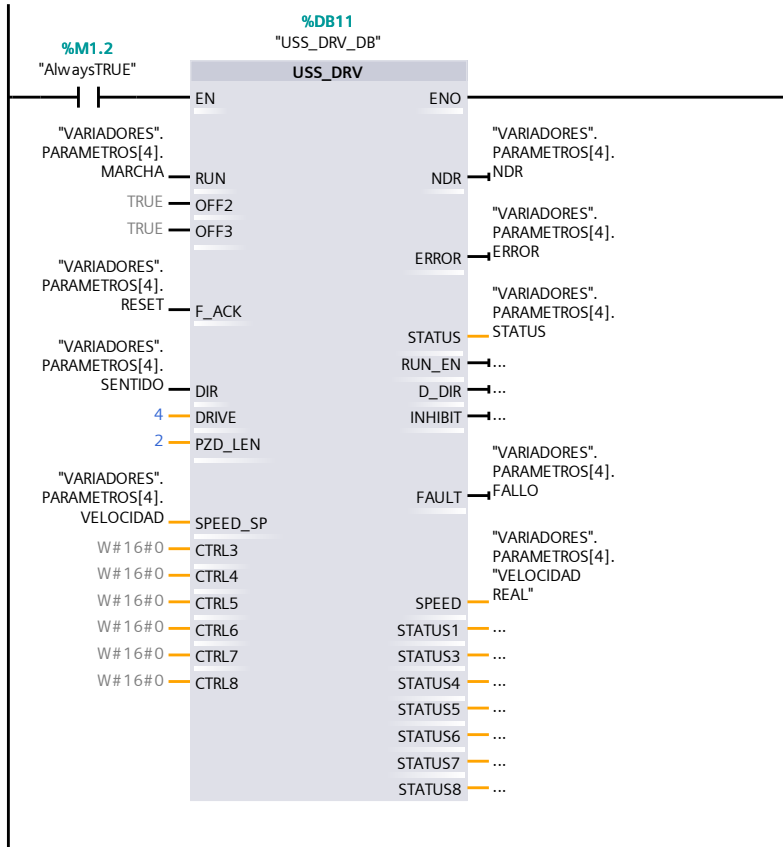 %DB11
"USS_DRV_DB"
%M1.2
"AlwaysTRUE"
USS_DRV
EN
ENO
"VARIADORES".
PARAMETROS[4].
MARCHA
RUN
"VARIADORES".
PARAMETROS[4].
NDR
NDR
TRUE
OFF2
TRUE
OFF3
"VARIADORES".
PARAMETROS[4].
ERROR
ERROR
"VARIADORES".
PARAMETROS[4].
RESET
F_ACK
"VARIADORES".
PARAMETROS[4].
STATUS
STATUS
RUN_EN
...
"VARIADORES".
PARAMETROS[4].
SENTIDO
DIR
D_DIR
...
4
DRIVE
INHIBIT
...
2
PZD_LEN
"VARIADORES".
PARAMETROS[4].
FALLO
FAULT
"VARIADORES".
PARAMETROS[4].
VELOCIDAD
SPEED_SP
W#16#0
CTRL3
W#16#0
CTRL4
W#16#0
CTRL5
"VARIADORES".
PARAMETROS[4].
"VELOCIDAD
REAL"
SPEED
W#16#0
CTRL6
STATUS1
...
W#16#0
CTRL7
STATUS3
...
W#16#0
CTRL8
STATUS4
...
STATUS5
...
STATUS6
...
STATUS7
...
STATUS8
...